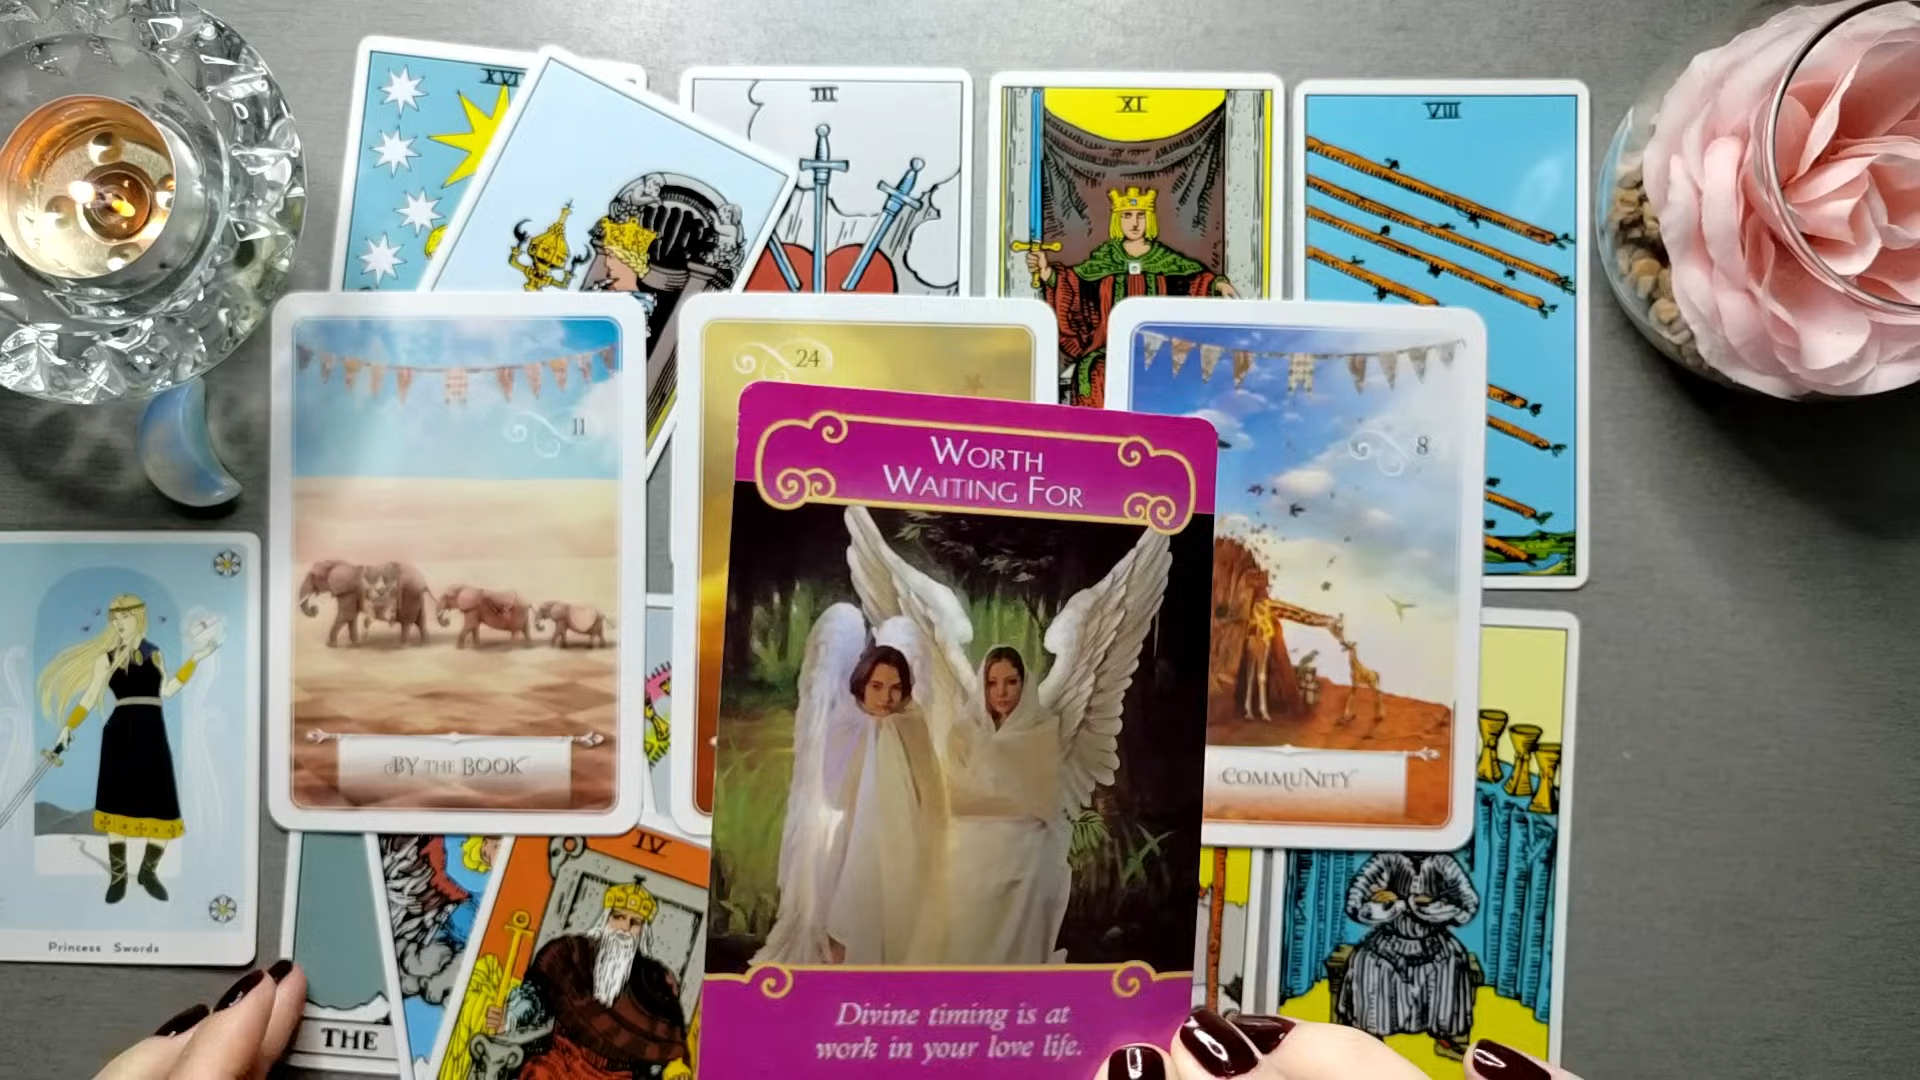 XVI
III
XI
VIII
11
24
8
WORTH
WAITING FOR
BY THE BOOK
COMMUNITY
Princess Swords
IV
Divine timing is at
work in your love life.
THE